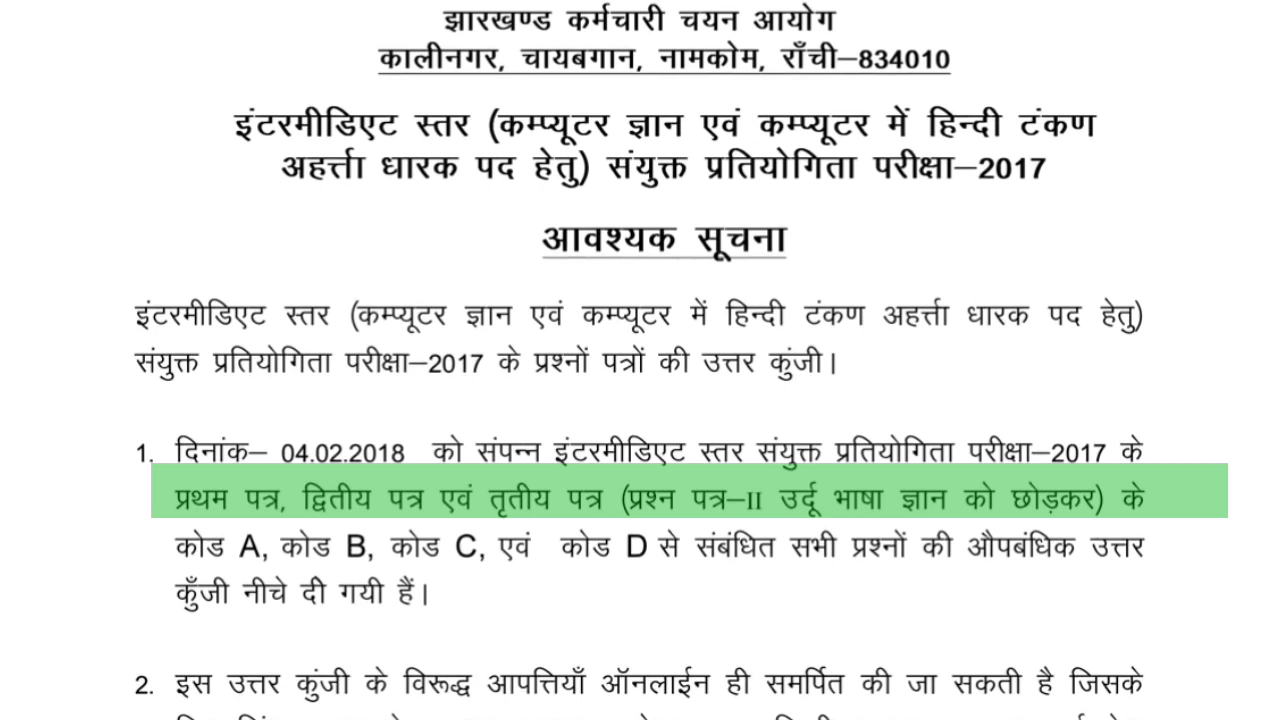 झारखण्ड कर्मचारी चयन आयोग
कालीनगर, चायबगान, नामकोम, राँची–834010
इंटरमीडिएट स्तर (कम्प्यूटर ज्ञान एवं कम्प्यूटर में हिन्दी टंकण
अहर्त्ता धारक पद हेतु) संयुक्त प्रतियोगिता परीक्षा–2017
आवश्यक सूचना
इंटरमीडिएट स्तर (कम्प्यूटर ज्ञान एवं कम्प्यूटर में हिन्दी टंकण अहर्त्ता धारक पद हेतु)
संयुक्त प्रतियोगिता परीक्षा–2017 के प्रश्नों पत्रों की उत्तर कुंजी।
1. दिनांक– 04.02.2018 को संपन्न इंटरमीडिएट स्तर संयुक्त प्रतियोगिता परीक्षा–2017 के
प्रथम पत्र, द्वितीय पत्र एवं तृतीय पत्र (प्रश्न पत्र–II उर्दू भाषा ज्ञान को छोड़कर) के
कोड A, कोड B, कोड C, एवं कोड D से संबंधित सभी प्रश्नों की औपबंधिक उत्तर
कुँजी नीचे दी गयी हैं।
2. इस उत्तर कुंजी के विरूद्ध आपत्तियाँ ऑनलाईन ही समर्पित की जा सकती है जिसके